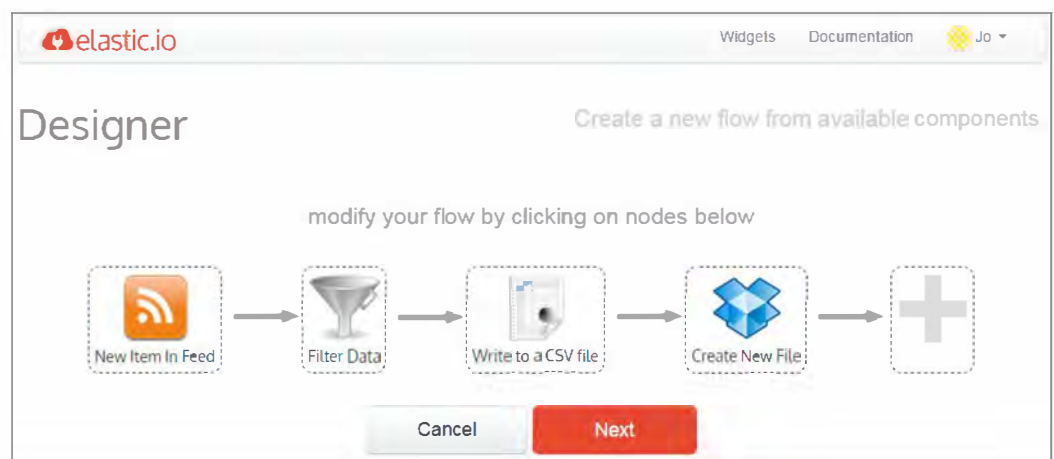 elastic.io
Widgets Documentation Jo
Designer
Create a new flow from available components
modify your flow by clicking on nodes below
New Item In Feed
Filter Data
Write to a CSV file
Create New File
Cancel
Next